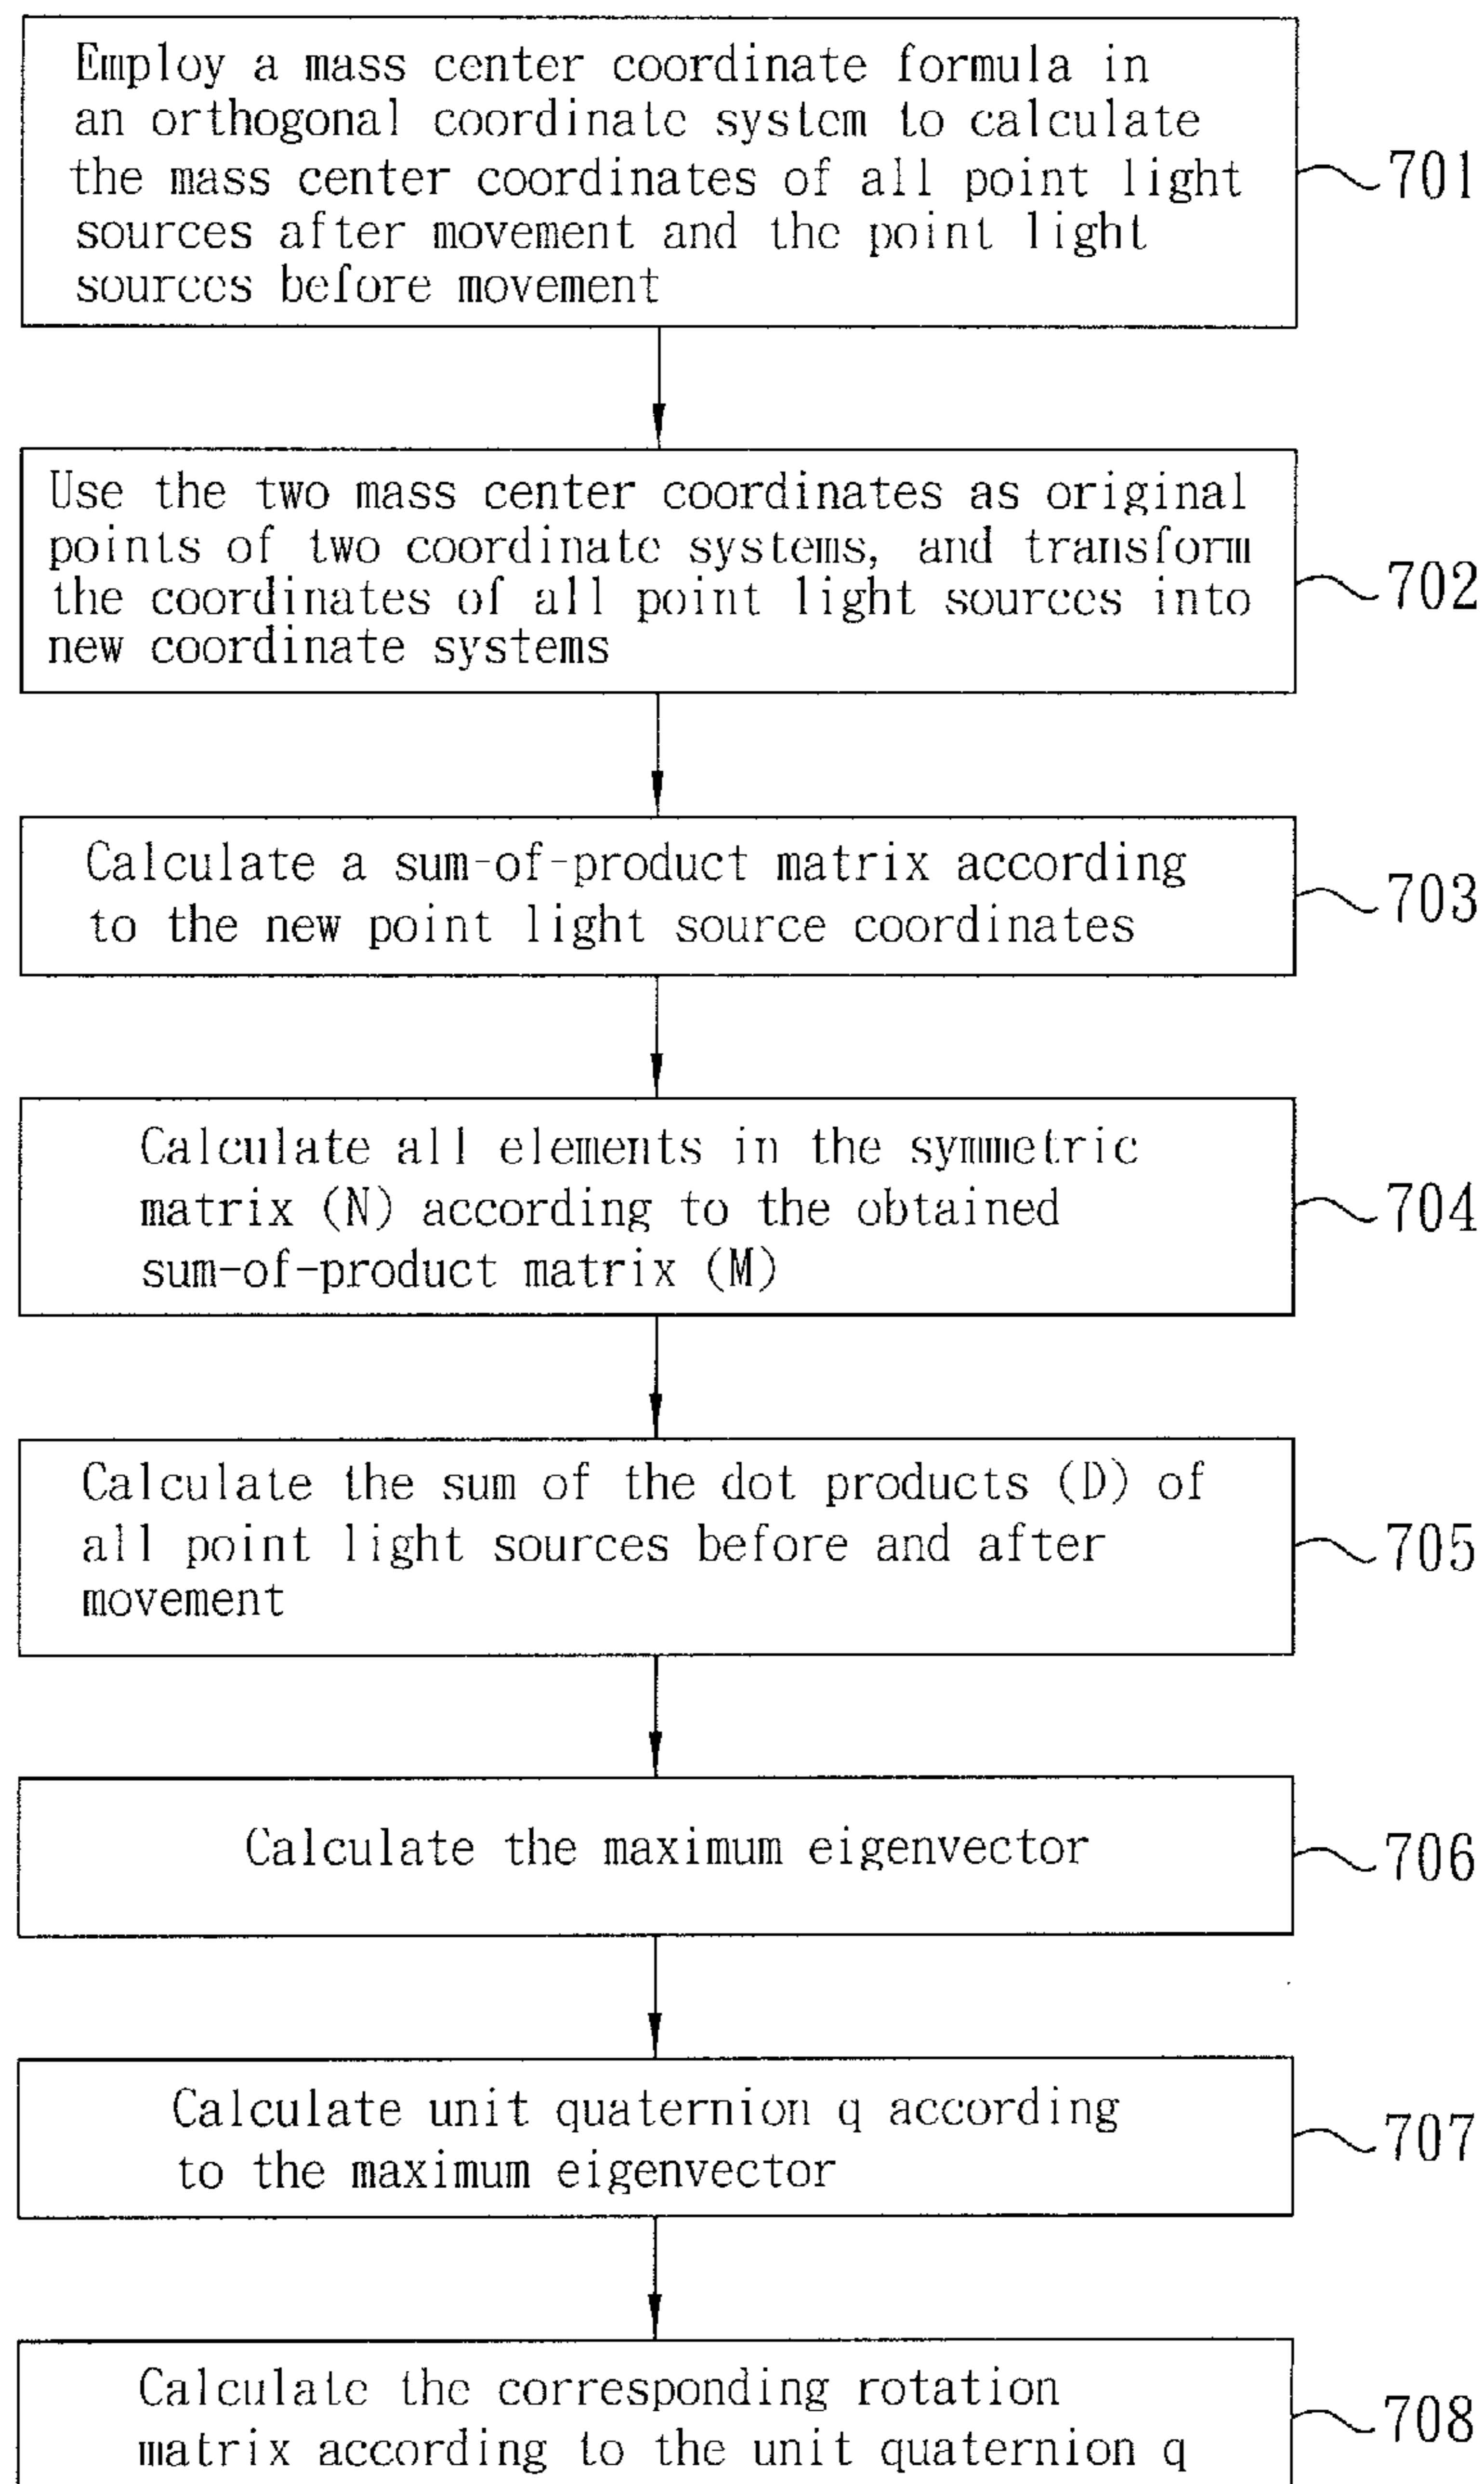 Employ a mass center coordinate formula in
an orthogonal coordinate system to calculate
the mass center coordinates of all point light
sources after movement and the point light
sources before movement
701
Use the two mass center coordinates as original
points of two coordinate systems, and transform
the coordinates of all point light sources into
new coordinate systems
702
Calculate a sum-of-product matrix according
to the new point light source coordinates
703
Calculate all elements in the symmetric
matrix (N) according to the obtained
sum-of-product matrix (M)
704
Calculate the sum of the dot products (D) of
all point light sources before and after
movement
705
Calculate the maximum eigenvector
706
Calculate unit quaternion q according
to the maximum eigenvector
707
Calculate the corresponding rotation
matrix according to the unit quaternion q
708